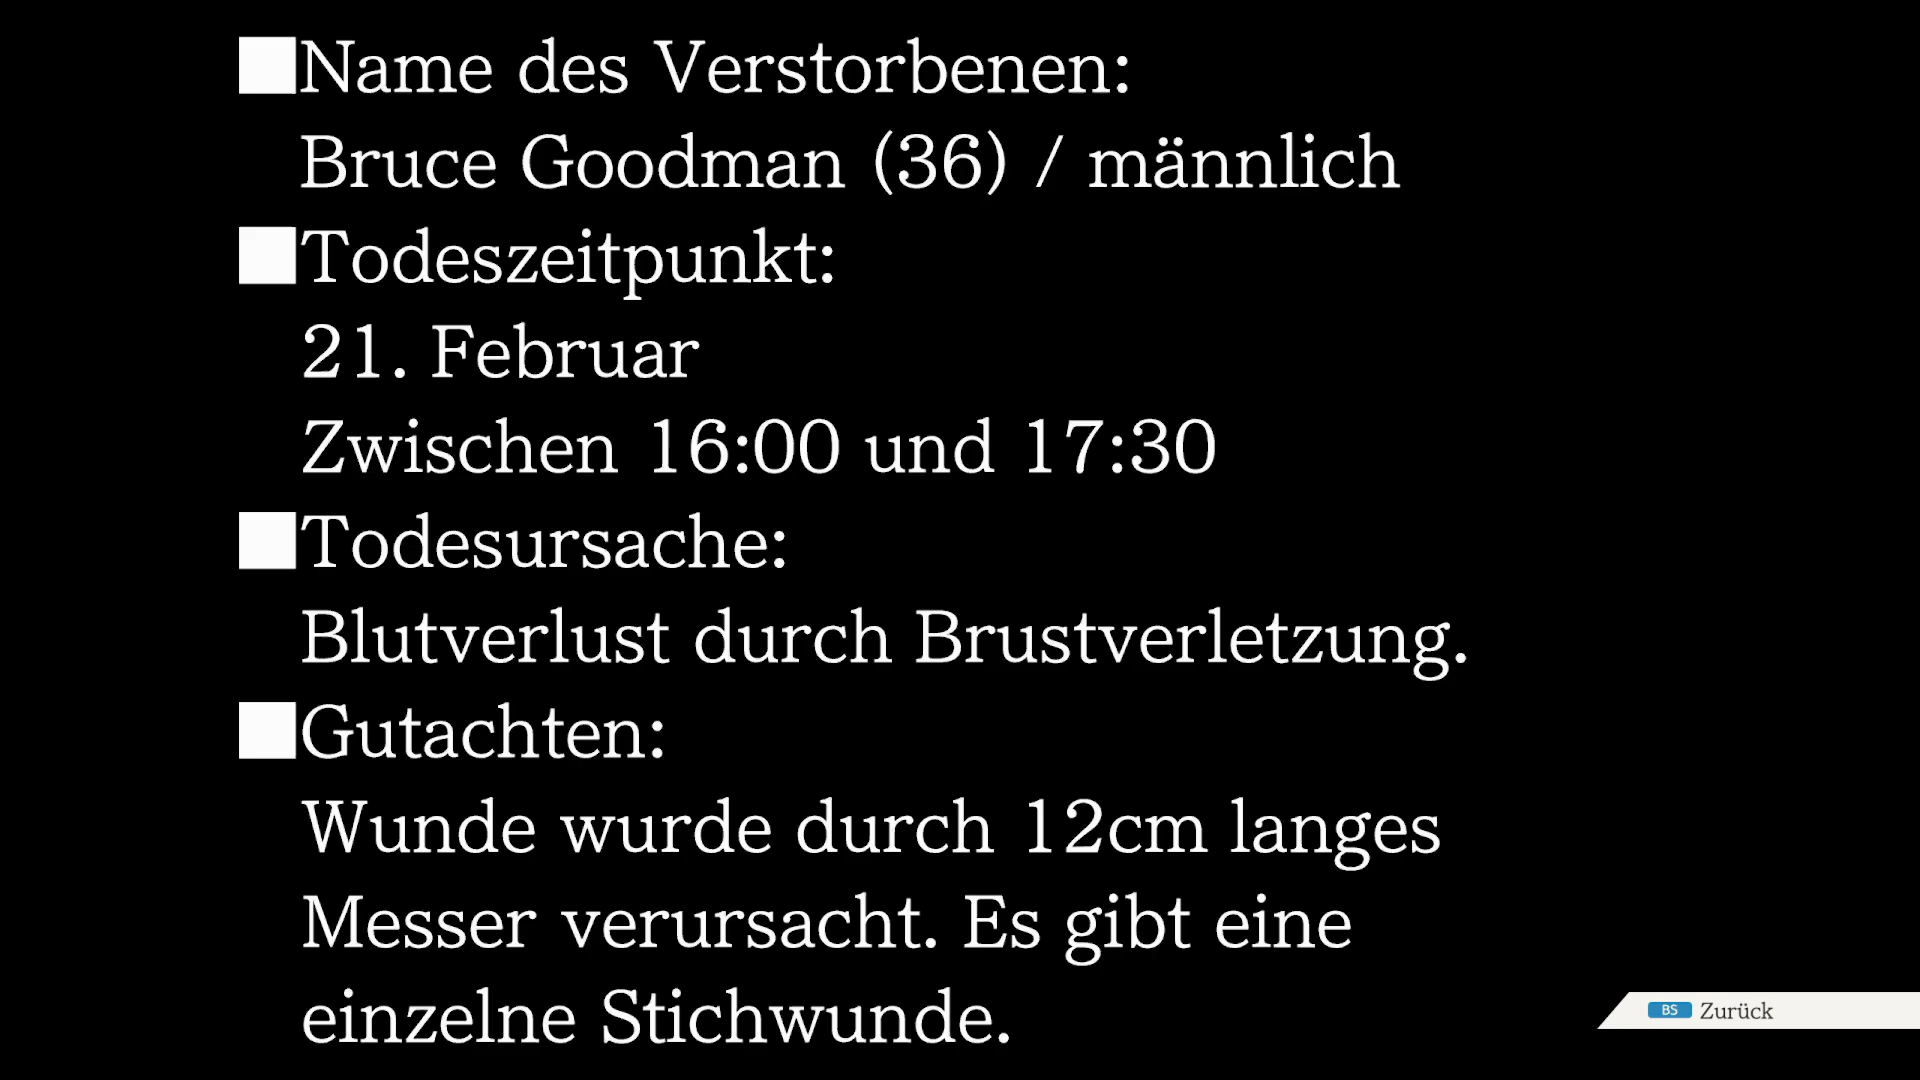 ■Name des Verstorbenen:
Bruce Goodman (36) / männlich
■Todeszeitpunkt:
21. Februar
Zwischen 16:00 und 17:30
■Todesursache:
Blutverlust durch Brustverletzung.
■Gutachten:
Wunde wurde durch 12cm langes
Messer verursacht. Es gibt eine
einzelne Stichwunde.
BS Zurück